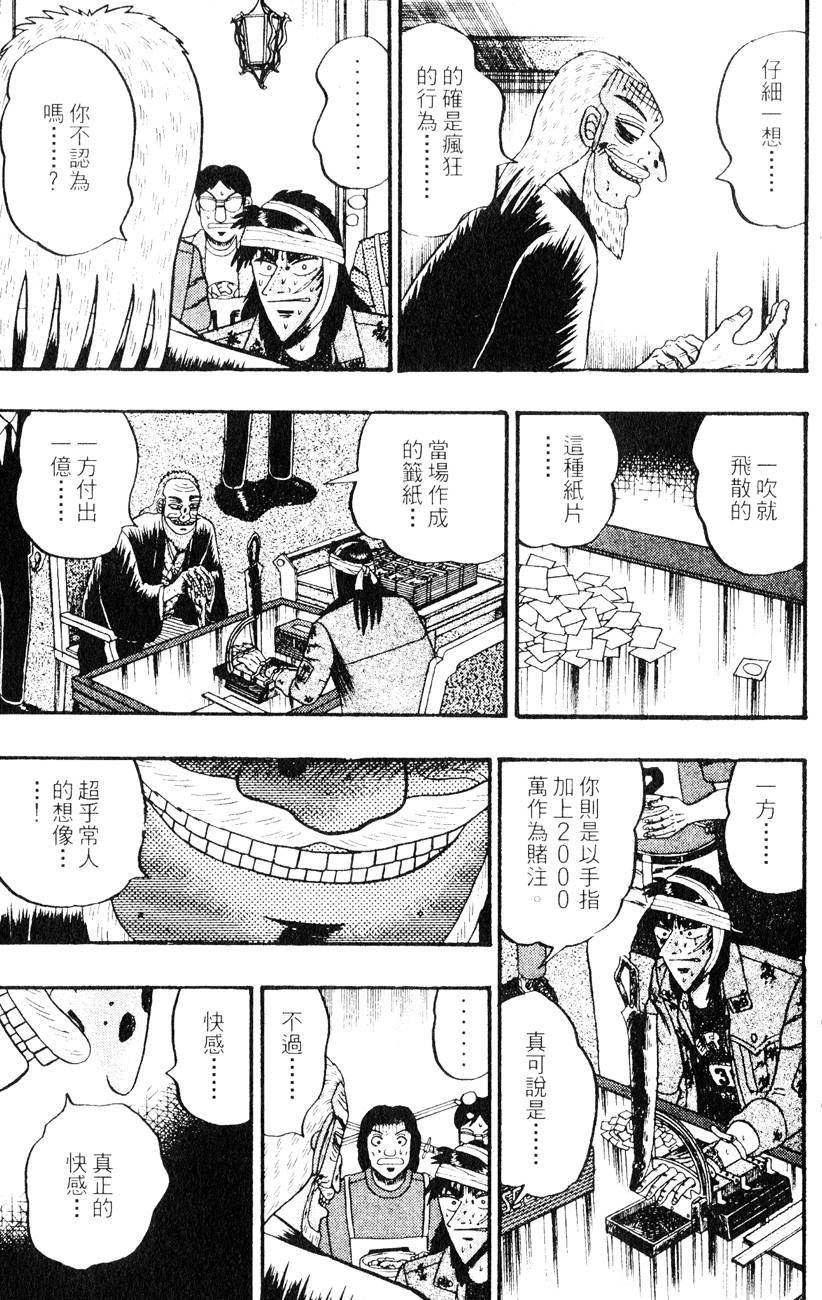 仔細一想…
的確是瘋狂
的行為……
…………
你不認為
嗎……?
一吹就
飛散的
這種紙片
……
當場作成
的籤紙…
一方付出
一億……
一方……
你則是以手指
加上2000
萬作為賭注。
真可說是……
超乎常人
的想像…
…!
………
不過……
快感……
真正的
快感…